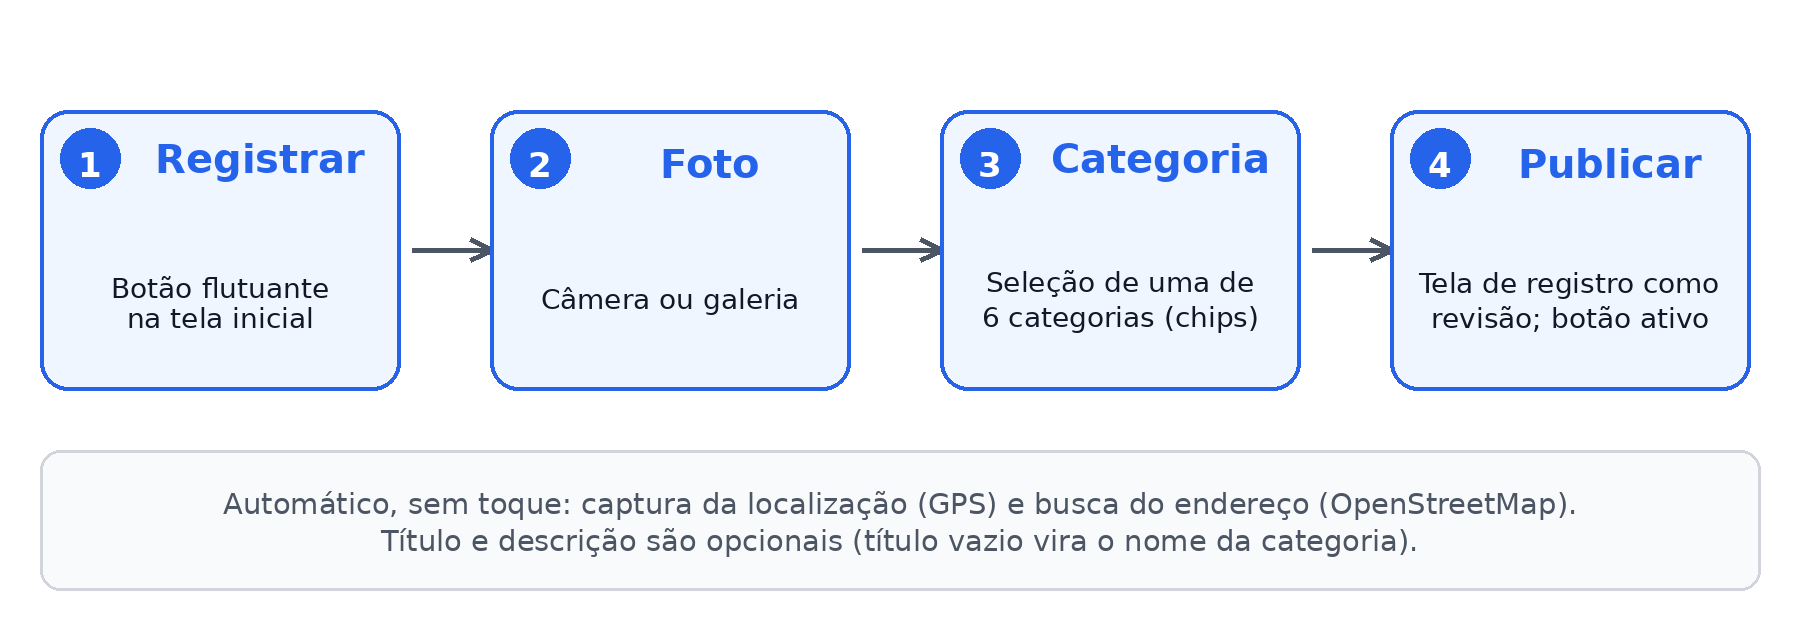 1 Registrar
Botão flutuante
na tela inicial
2 Foto
Câmera ou galeria
3 Categoria
Seleção de uma de
6 categorias (chips)
4 Publicar
Tela de registro como
revisão; botão ativo
Automático, sem toque: captura da localização (GPS) e busca do endereço (OpenStreetMap).
Título e descrição são opcionais (título vazio vira o nome da categoria).